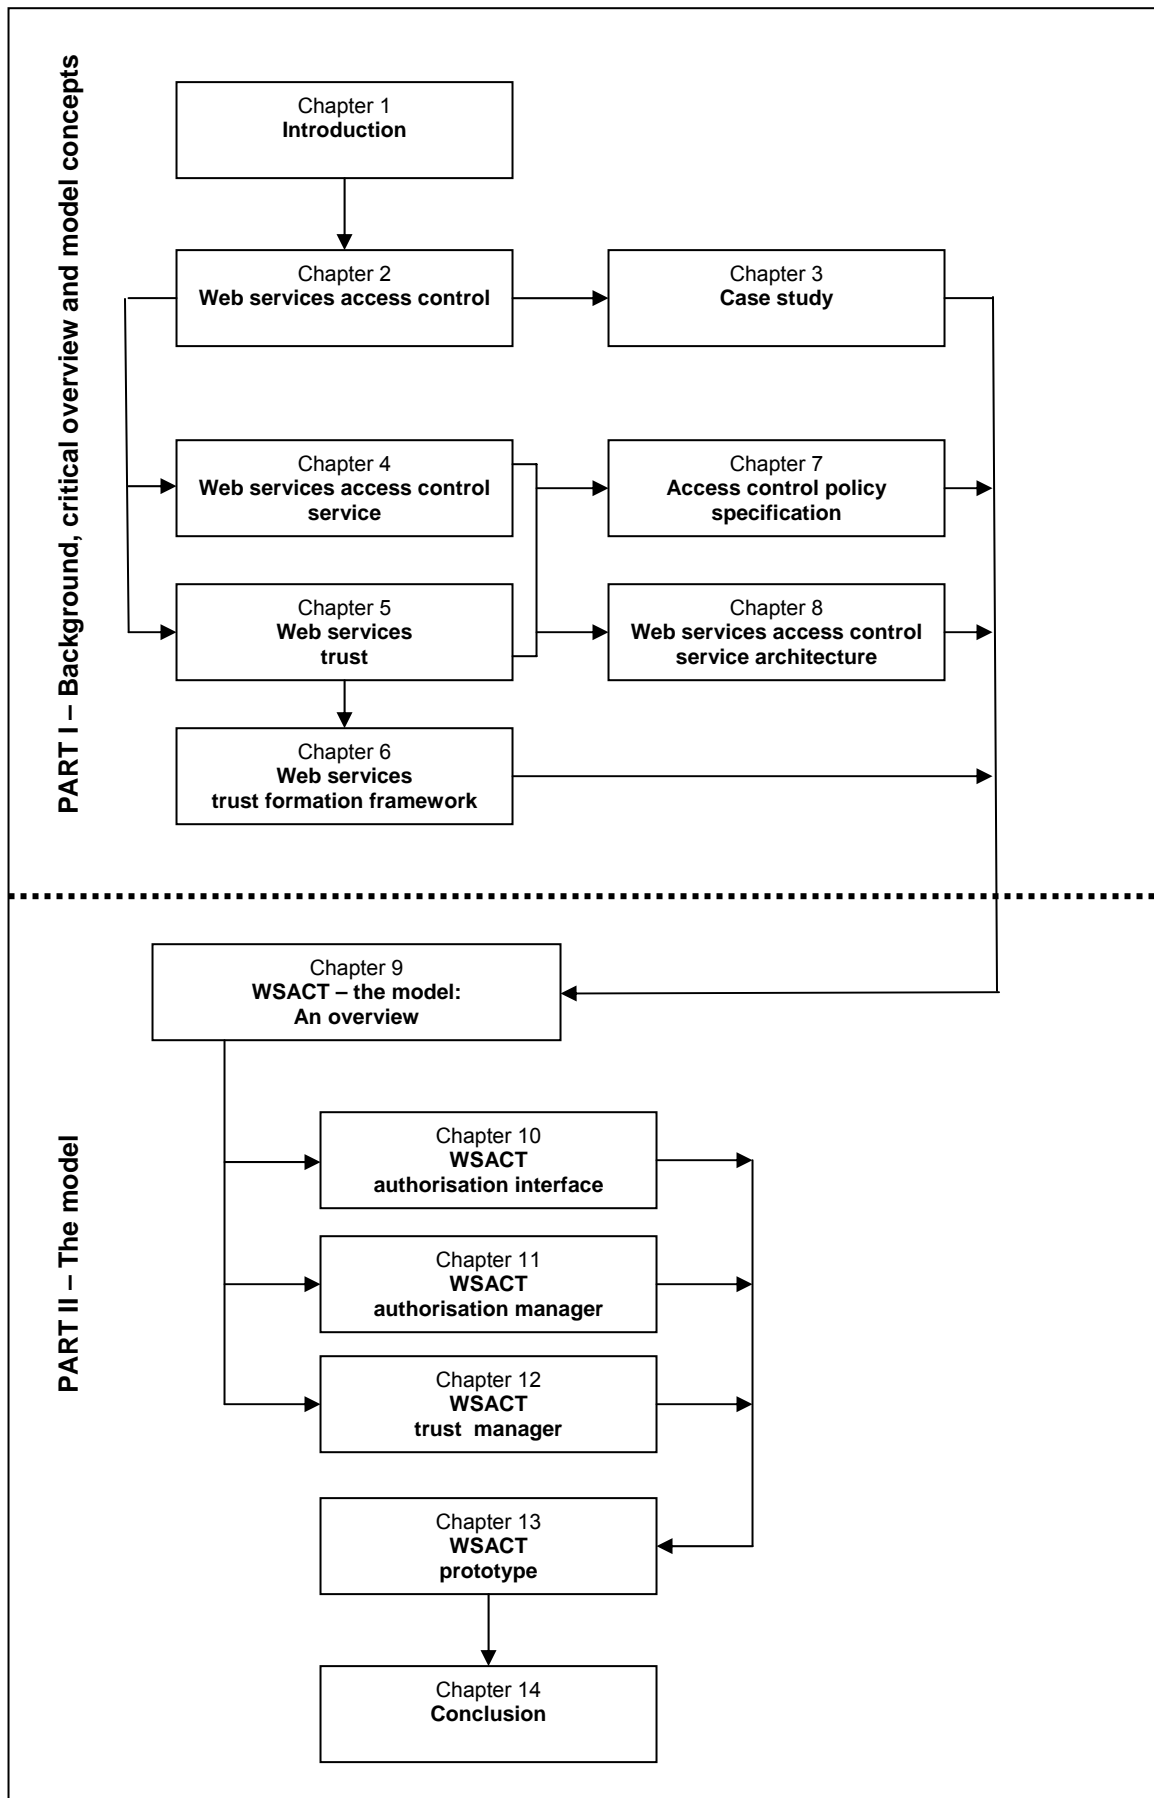 PART I – Background, critical overview and model concepts
Chapter 1
Introduction
Chapter 2
Web services access control
Chapter 3
Case study
Chapter 4
Web services access control
service
Chapter 7
Access control policy
specification
Chapter 5
Web services
trust
Chapter 8
Web services access control
service architecture
Chapter 6
Web services
trust formation framework
PART II – The model
Chapter 9
WSACT – the model:
An overview
Chapter 10
WSACT
authorisation interface
Chapter 11
WSACT
authorisation manager
Chapter 12
WSACT
trust  manager
Chapter 13
WSACT
prototype
Chapter 14
Conclusion